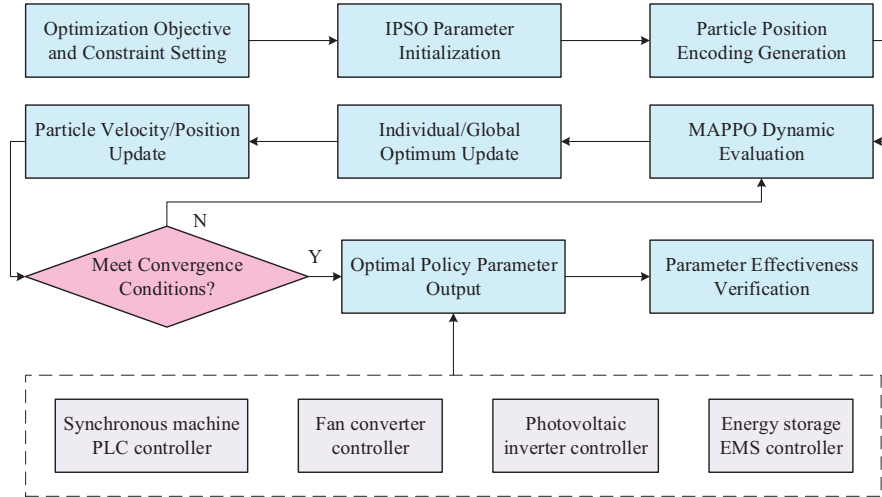 Optimization Objective
and Constraint Setting
IPSO Parameter
Initialization
Particle Position
Encoding Generation
Particle Velocity/Position
Update
Individual/Global
Optimum Update
MAPPO Dynamic
Evaluation
N
Meet Convergence
Conditions?
Y
Optimal Policy Parameter
Output
Parameter Effectiveness
Verification
Synchronous machine
PLC controller
Fan converter
controller
Photovoltaic
inverter controller
Energy storage
EMS controller